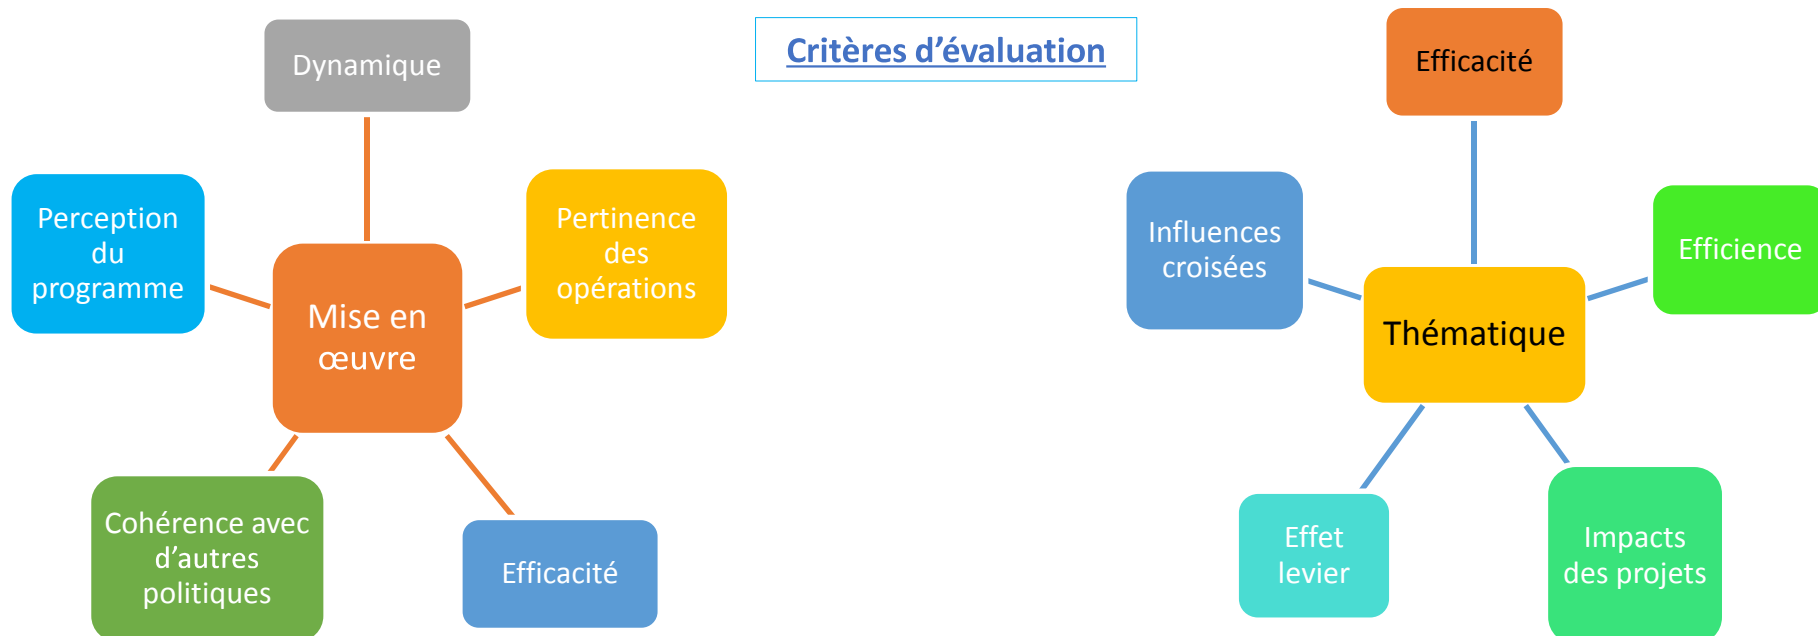 Critères d’évaluation
Dynamique
Perception
du
programme
Pertinence
des
opérations
Mise en
œuvre
Cohérence avec
d’autres
politiques
Efficacité
Efficacité
Influences
croisées
Efficience
Thématique
Effet
levier
Impacts
des projets